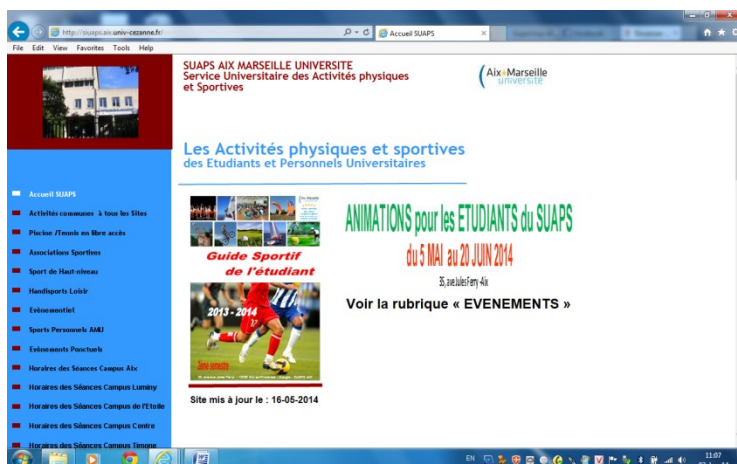 http://siuaps.aix.univ-cezanne.fr/
Accueil SUAPS
File Edit View Favorites Tools Help
SUAPS AIX MARSEILLE UNIVERSITE
Service Universitaire des Activités physiques
et Sportives
Aix Marseille
université
Les Activités physiques et sportives
des Etudiants et Personnels Universitaires
Accueil SUAPS
Activités communes à tous les Sites
Piscine /Tennis en libre accès
Associations Sportives
Sport de Haut-niveau
Handisports Loisir
Evènementiel
Sports Personnels AMU
Evènements Ponctuels
Horaires des Séances Campus Aix
Horaires des Séances Campus Luminy
Horaires des Séances Campus de l'Etoile
Horaires des Séances Campus Centre
Horaires des Séances Campus Timone
Guide Sportif
de l'étudiant
2013 - 2014
2ème semestre
Site mis à jour le : 16-05-2014
ANIMATIONS pour les ETUDIANTS du SUAPS
du 5 MAI au 20 JUIN 2014
35, ave Jules Ferry -Aix
Voir la rubrique « EVENEMENTS »
EN
11:07